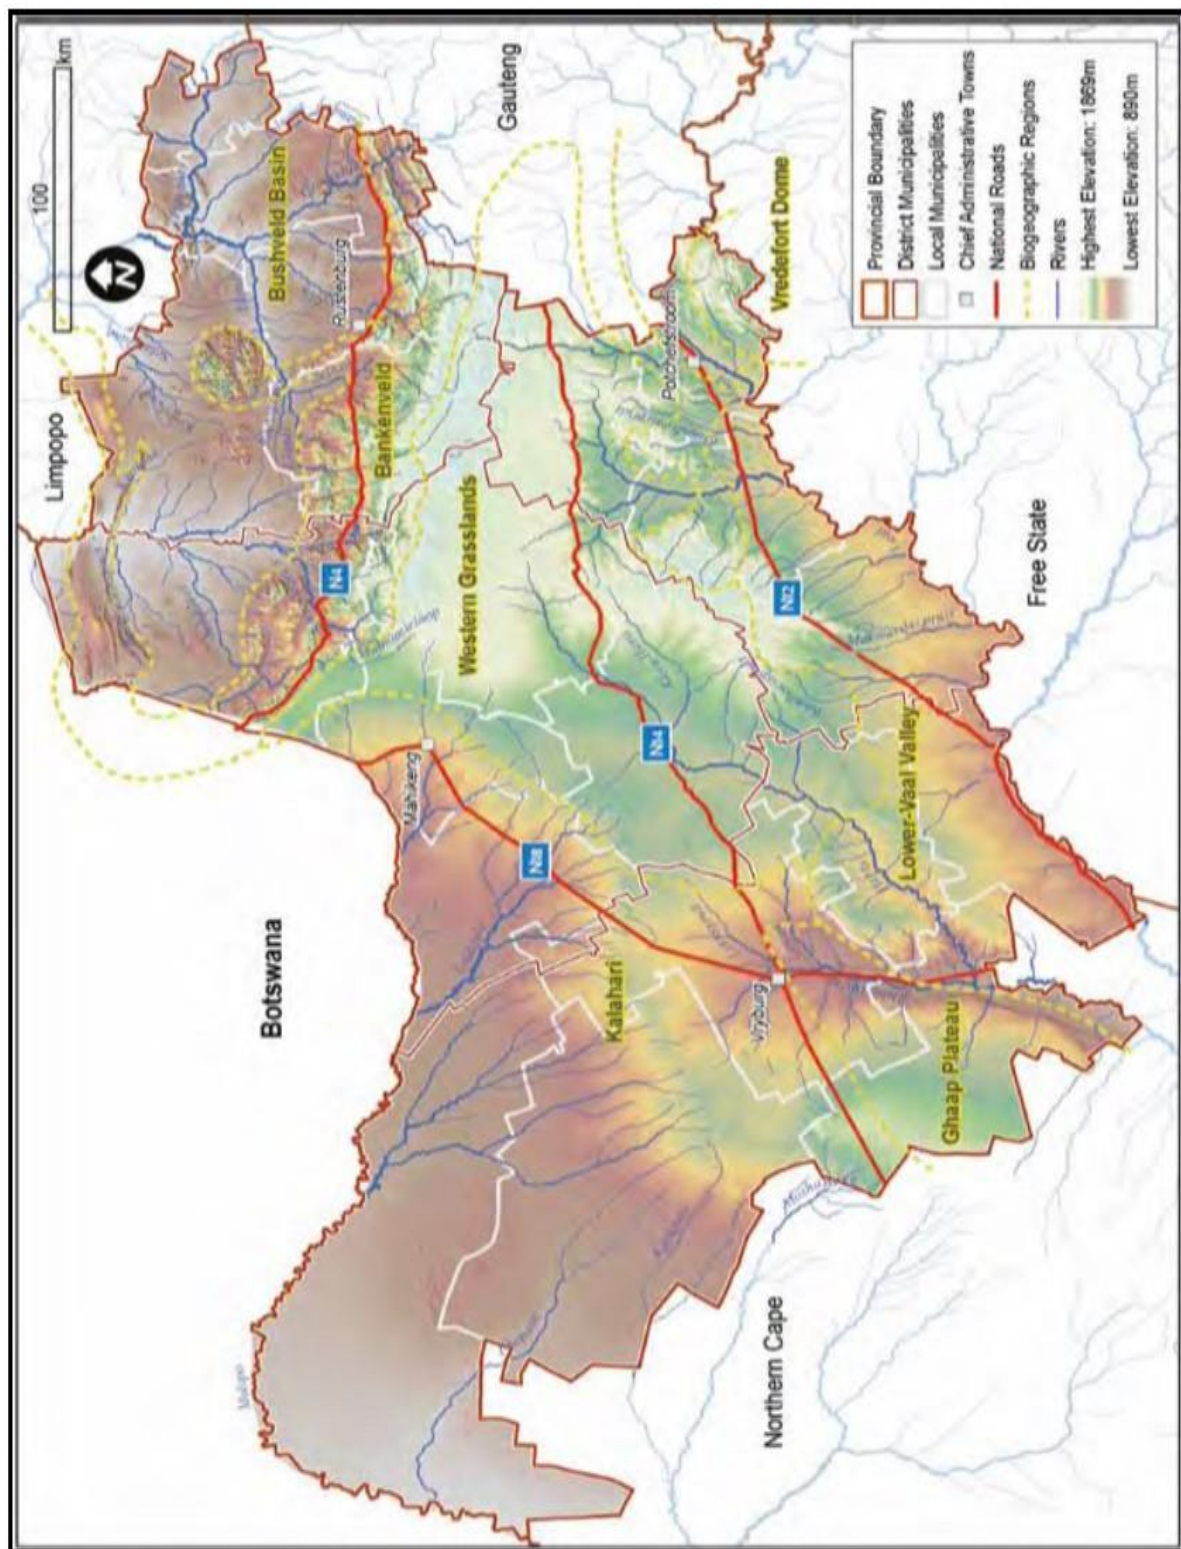 Limpopo
100
km
N
Gauteng
Bushveld Basin
Rustenburg
Bankenveld
N4
Western Grasslands
Botswana
Mahikeng
N18
N14
Potchefstroom
Vredefort Dome
N12
Free State
Lower-Vaal Valley
Kalahari
Vryburg
Ghaap Plateau
Northern Cape
Molopo
Provincial Boundary
District Municipalities
Local Municipalities
Chief Administrative Towns
National Roads
Biogeographic Regions
Rivers
Highest Elevation: 1869m
Lowest Elevation: 890m